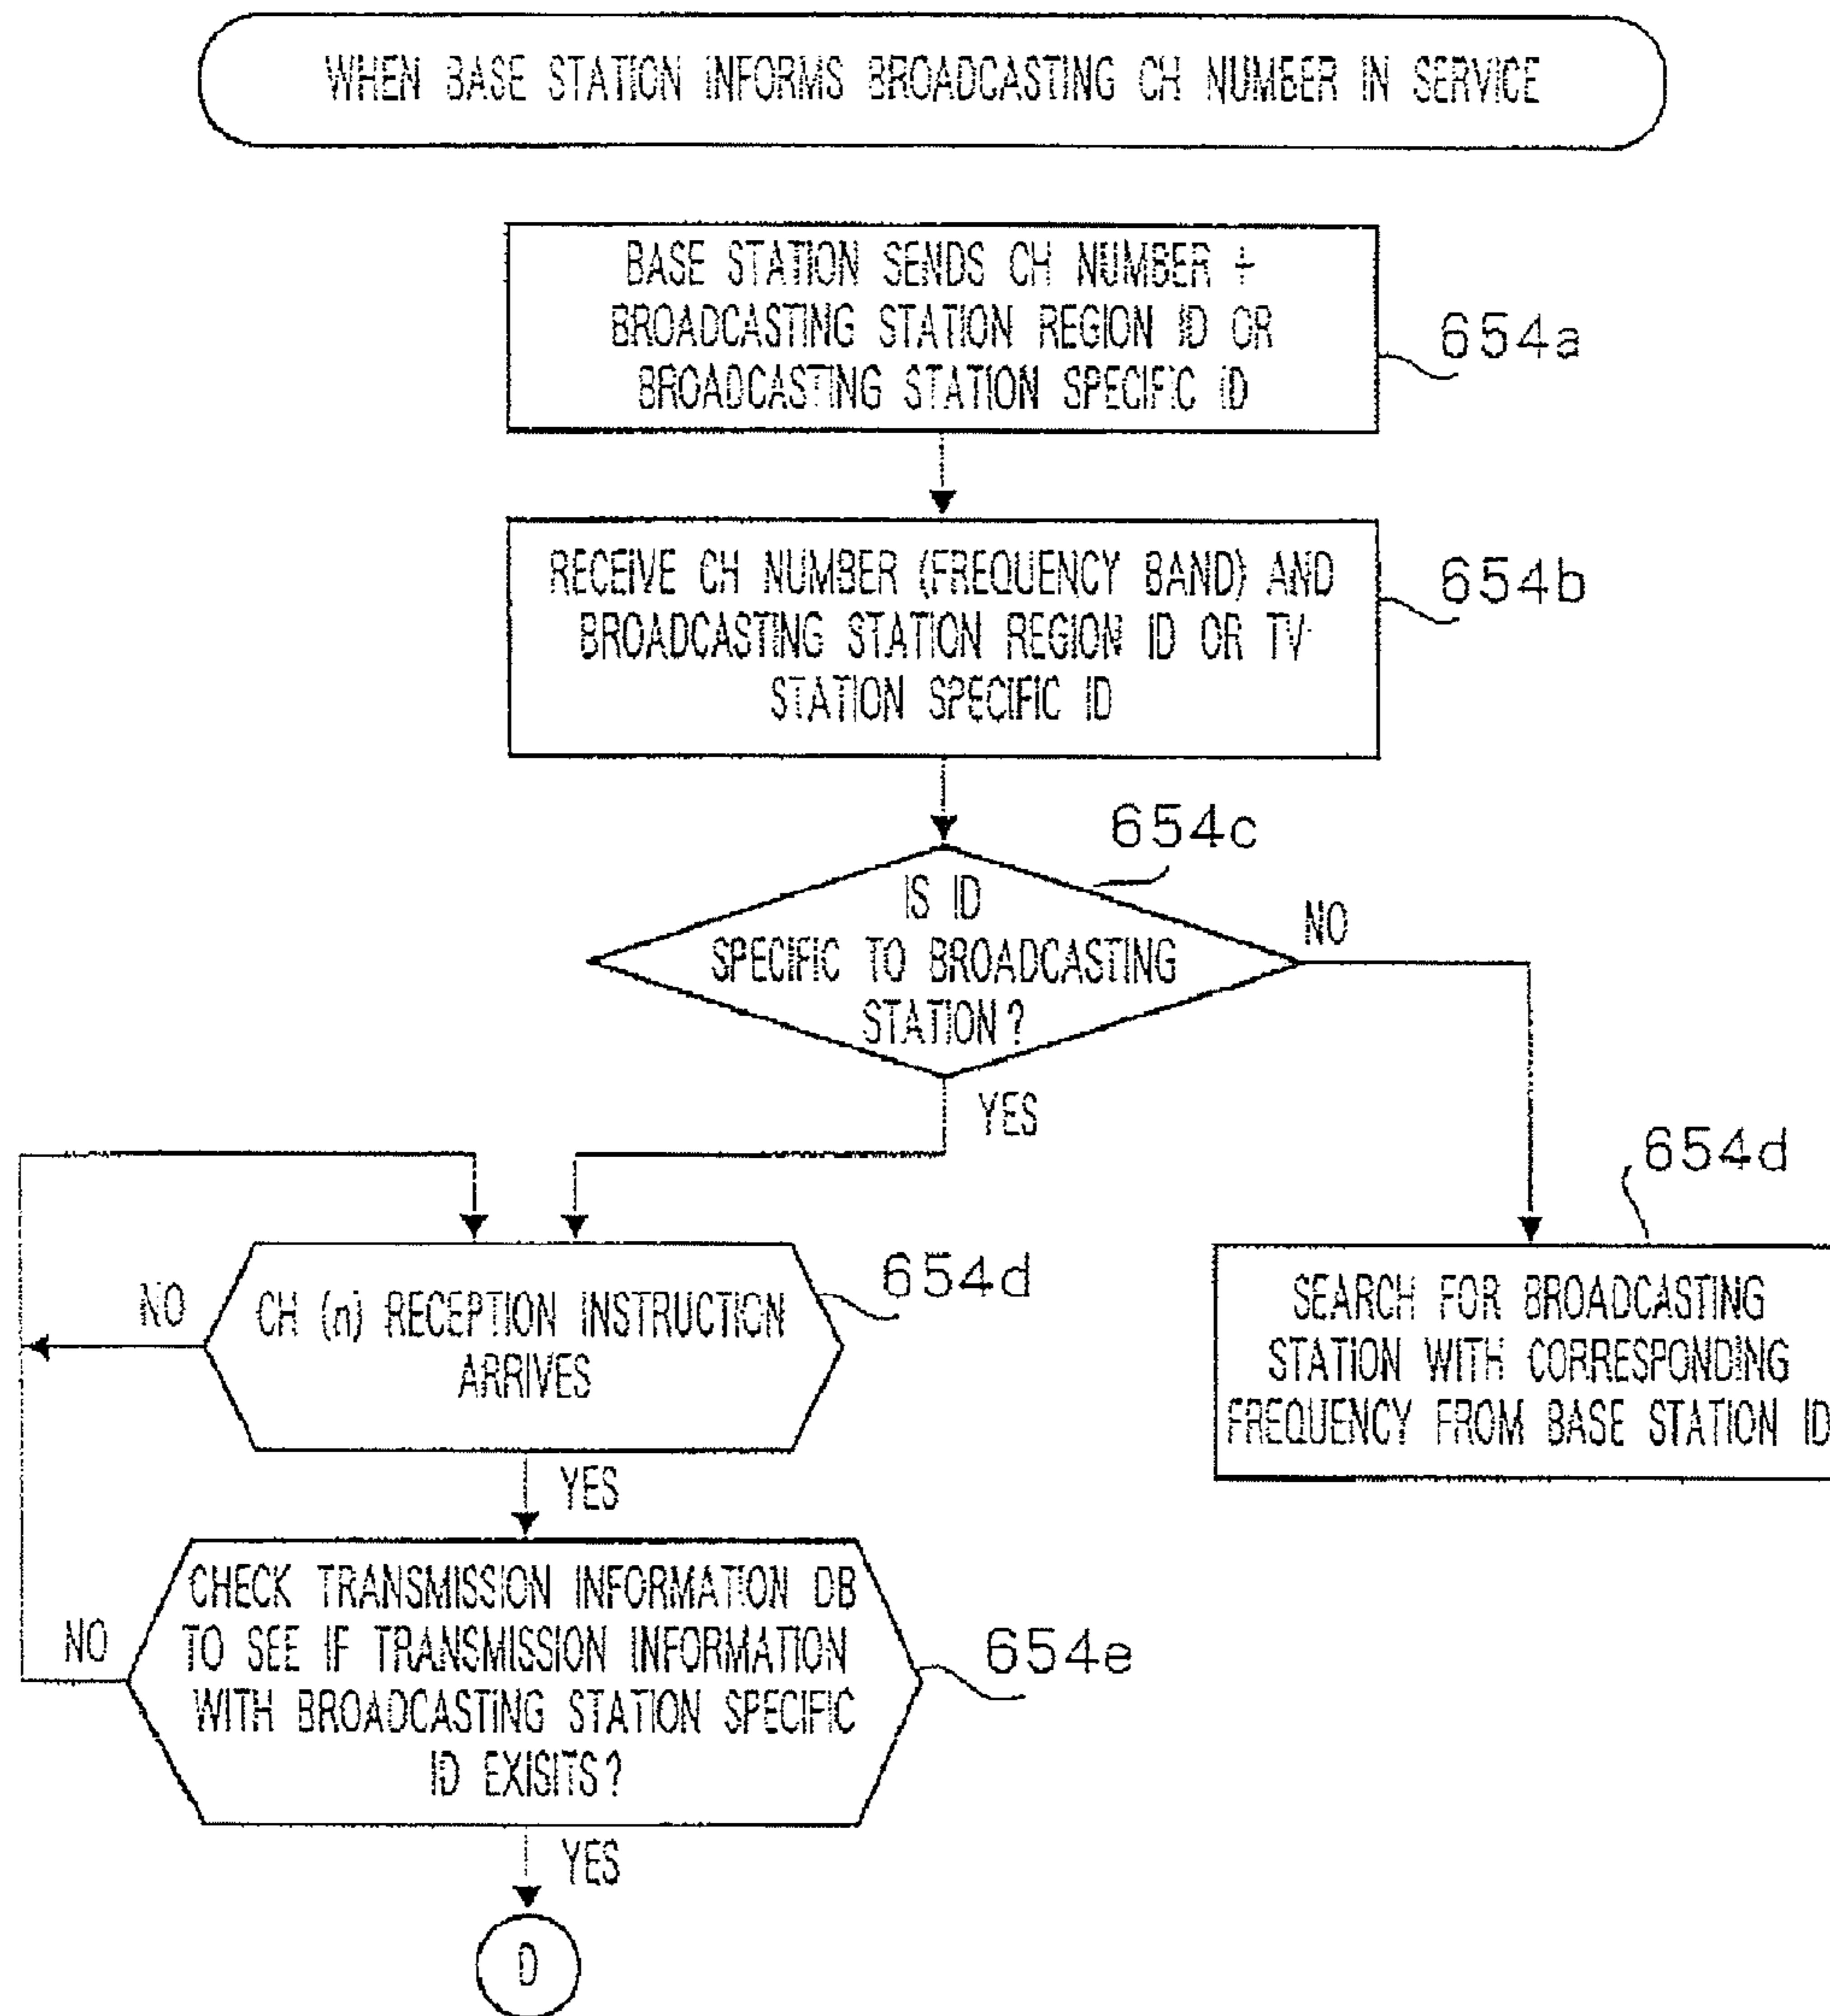 WHEN BASE STATION INFORMS BROADCASTING CH NUMBER IN SERVICE
BASE STATION SENDS CH NUMBER +
BROADCASTING STATION REGION ID OR
BROADCASTING STATION SPECIFIC ID
654a
RECEIVE CH NUMBER (FREQUENCY BAND) AND
BROADCASTING STATION REGION ID OR TV
STATION SPECIFIC ID
654b
654c
IS ID
SPECIFIC TO BROADCASTING
STATION?
NO
YES
654d
SEARCH FOR BROADCASTING
STATION WITH CORRESPONDING
FREQUENCY FROM BASE STATION ID
654d
NO
CH (n) RECEPTION INSTRUCTION
ARRIVES
YES
CHECK TRANSMISSION INFORMATION DB
TO SEE IF TRANSMISSION INFORMATION
WITH BROADCASTING STATION SPECIFIC
ID EXISITS?
NO
654e
YES
D